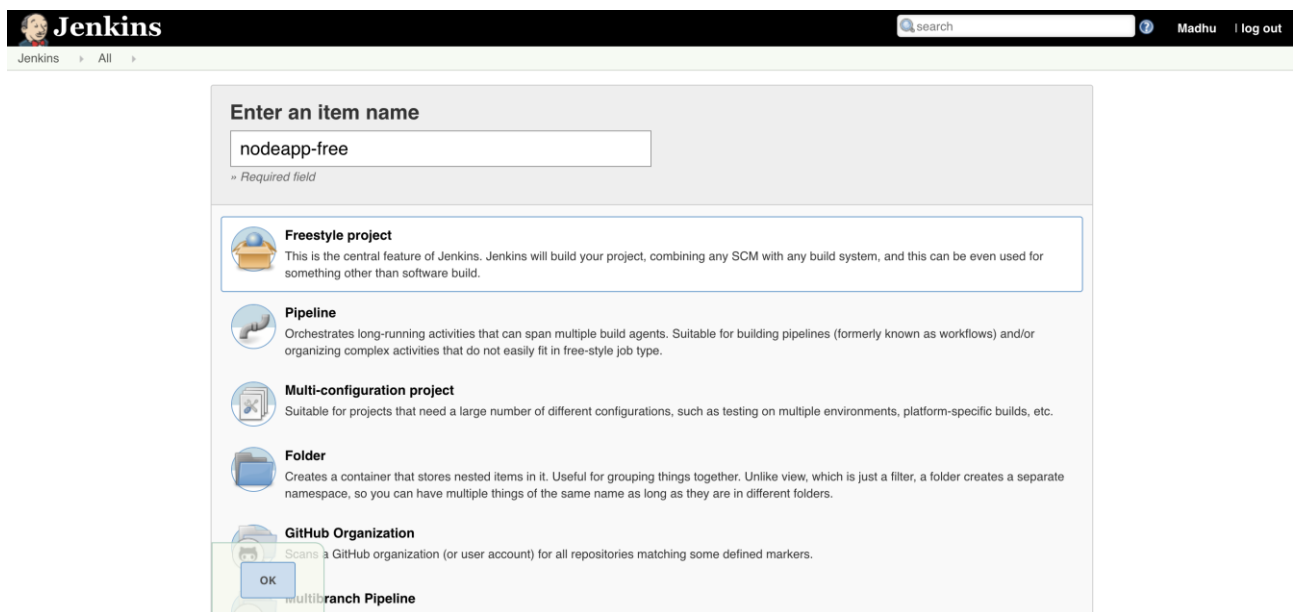 Jenkins
search
Madhu
log out
Jenkins
All
Enter an item name
nodeapp-free
» Required field
Freestyle project
This is the central feature of Jenkins. Jenkins will build your project, combining any SCM with any build system, and this can be even used for
something other than software build.
Pipeline
Orchestrates long-running activities that can span multiple build agents. Suitable for building pipelines (formerly known as workflows) and/or
organizing complex activities that do not easily fit in free-style job type.
Multi-configuration project
Suitable for projects that need a large number of different configurations, such as testing on multiple environments, platform-specific builds, etc.
Folder
Creates a container that stores nested items in it. Useful for grouping things together. Unlike view, which is just a filter, a folder creates a separate
namespace, so you can have multiple things of the same name as long as they are in different folders.
GitHub Organization
Scans a GitHub organization (or user account) for all repositories matching some defined markers.
OK
Multibranch Pipeline